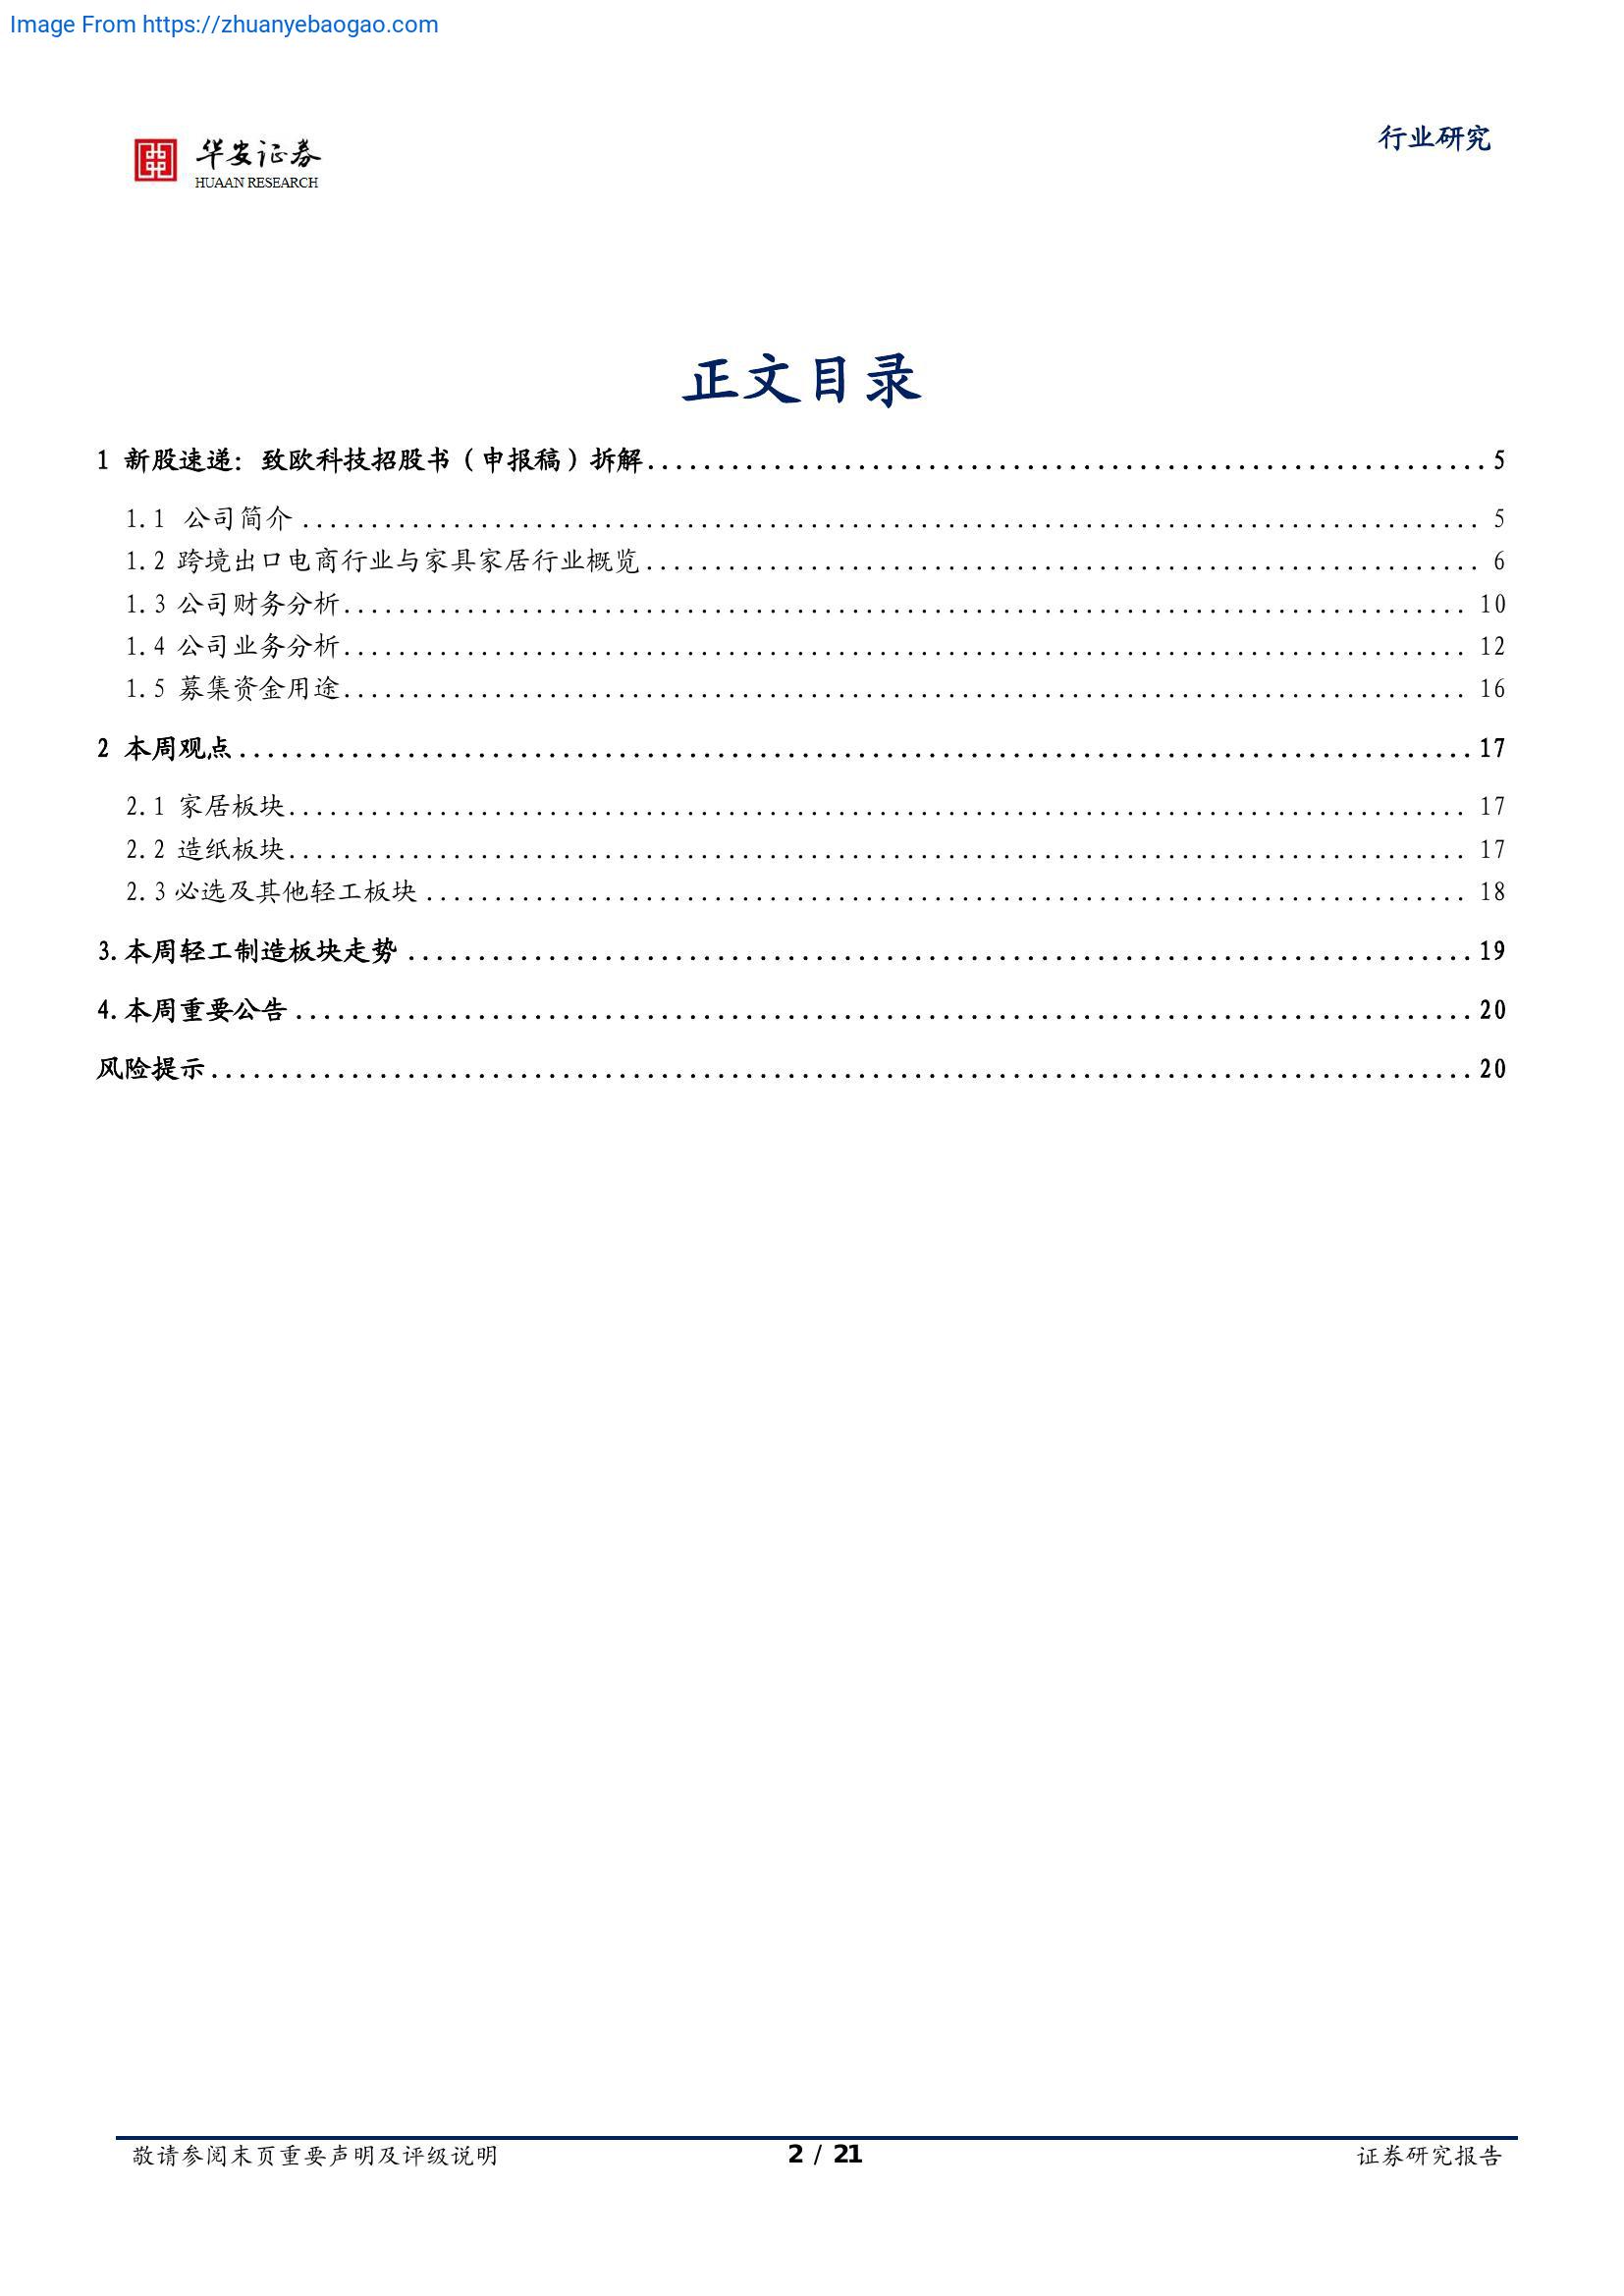 Image From https://zhuanyebaogao.com
行业研究
华安证券
HUAAN RESEARCH
正文目录
1 新股速递：致欧科技招股书（申报稿）拆解 5
1.1 公司简介 5
1.2 跨境出口电商行业与家具家居行业概览 6
1.3 公司财务分析 10
1.4 公司业务分析 12
1.5 募集资金用途 16
2 本周观点 17
2.1 家居板块 17
2.2 造纸板块 17
2.3 必选及其他轻工板块 18
3.本周轻工制造板块走势 19
4.本周重要公告 20
风险提示 20
敬请参阅末页重要声明及评级说明
2 / 21
证券研究报告